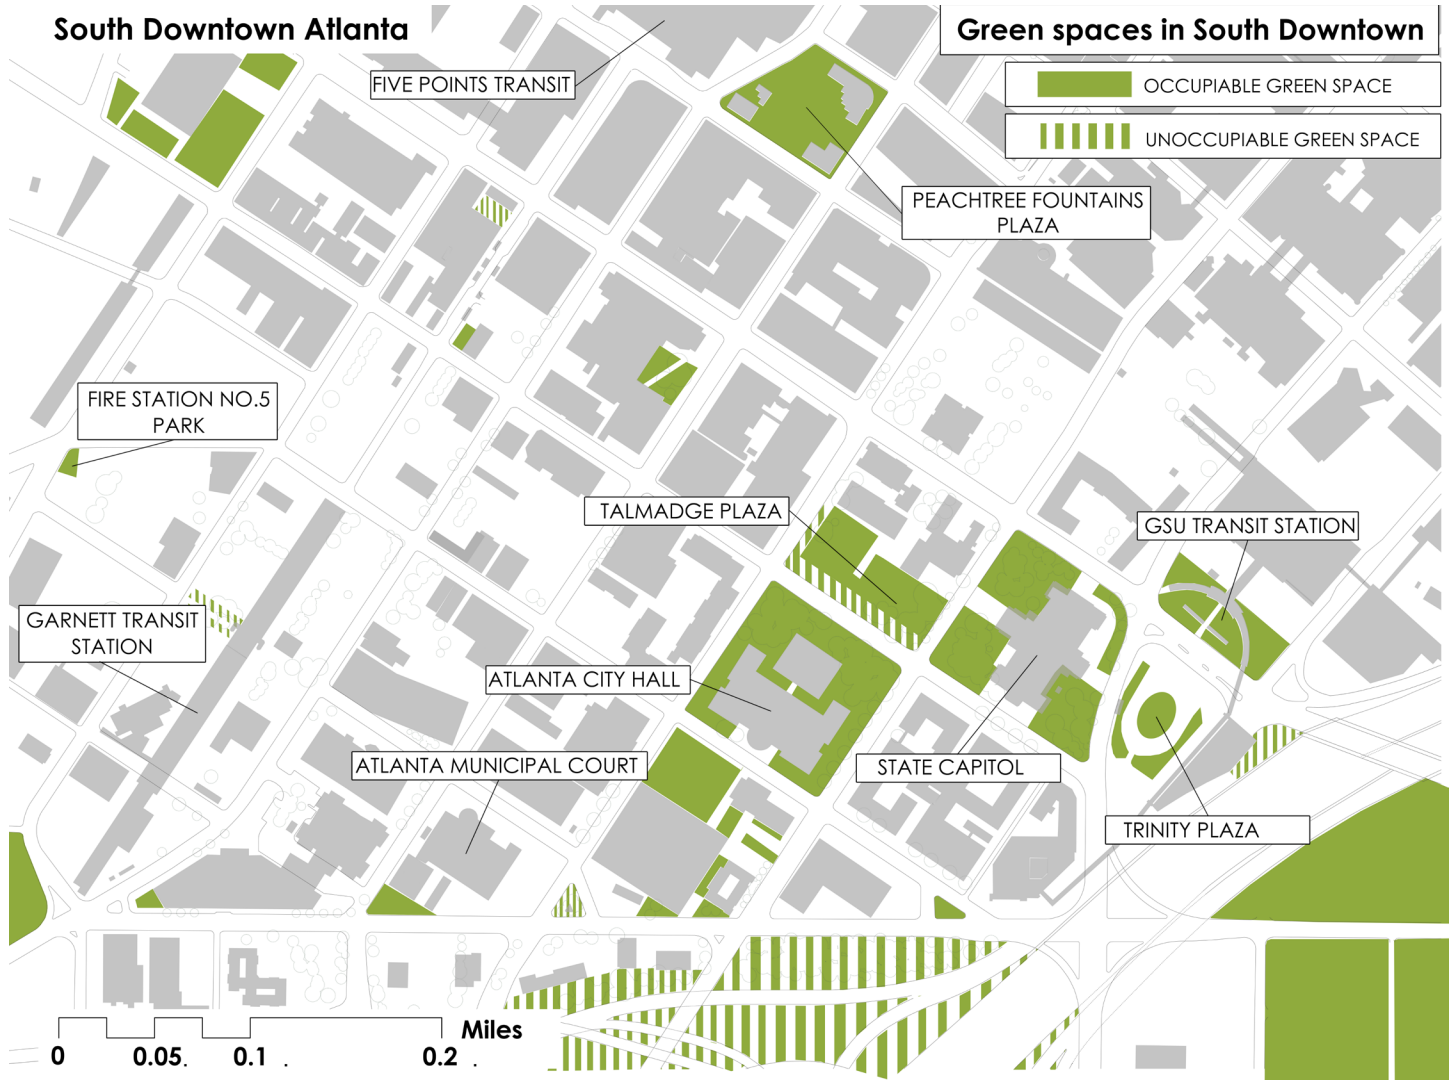 South Downtown Atlanta
Green spaces in South Downtown
FIVE POINTS TRANSIT
OCCUPIABLE GREEN SPACE
UNOCCUPIABLE GREEN SPACE
PEACHTREE FOUNTAINS
PLAZA
FIRE STATION NO.5
PARK
TALMADGE PLAZA
GSU TRANSIT STATION
GARNETT TRANSIT
STATION
ATLANTA CITY HALL
ATLANTA MUNICIPAL COURT
STATE CAPITOL
TRINITY PLAZA
Miles
0 0.05. 0.1 . 0.2 .